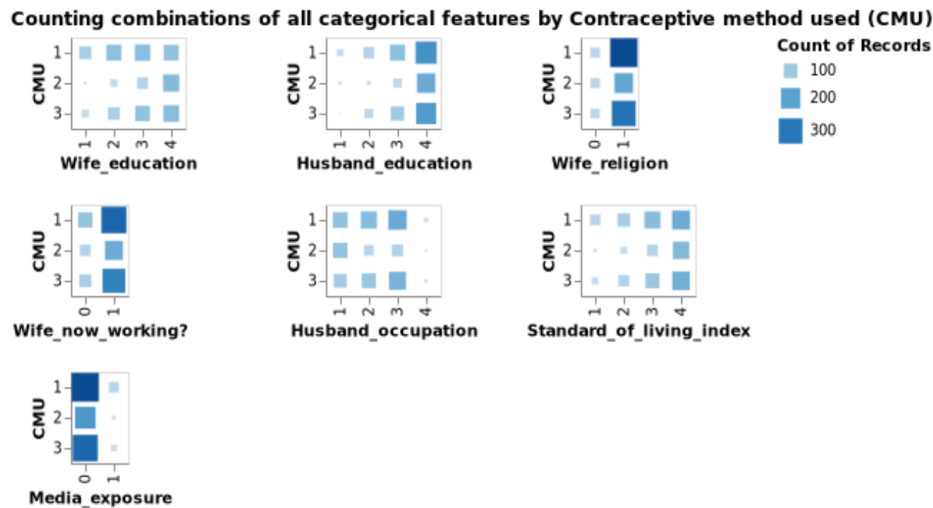 Counting combinations of all categorical features by Contraceptive method used (CMU)
Count of Records
100
200
300
CMU
1
2
3
1 2 3 4
Wife_education
CMU
1
2
3
1 2 3 4
Husband_education
CMU
1
2
3
0 1
Wife_religion
CMU
1
2
3
0 1
Wife_now_working?
CMU
1
2
3
1 2 3 4
Husband_occupation
CMU
1
2
3
1 2 3 4
Standard_of_living_index
CMU
1
2
3
0 1
Media_exposure